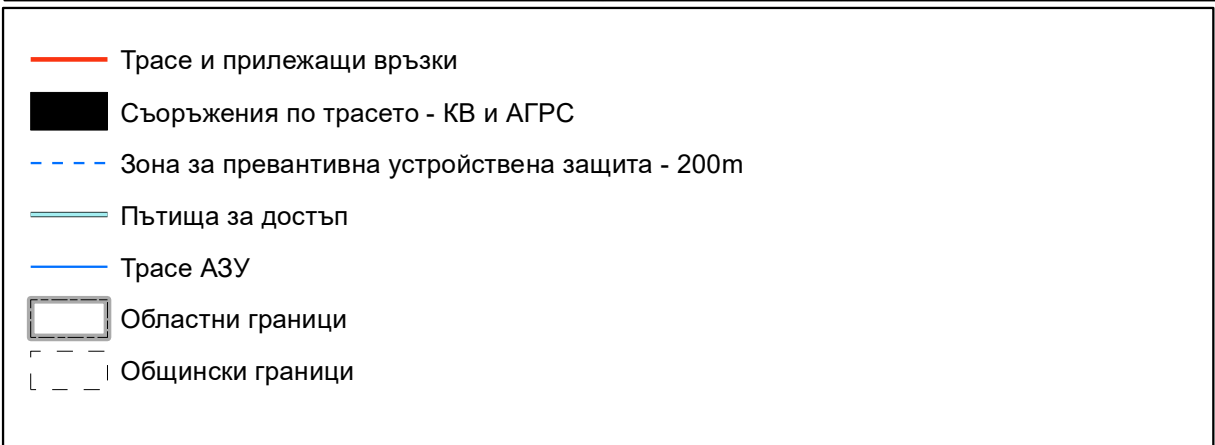 Трасе и прилежащи връзки
Съоръжения по трасето - КВ и АГРС
Зона за превантивна устройствена защита - 200m
Пътища за достъп
Трасе АЗУ
Областни граници
Общински граници